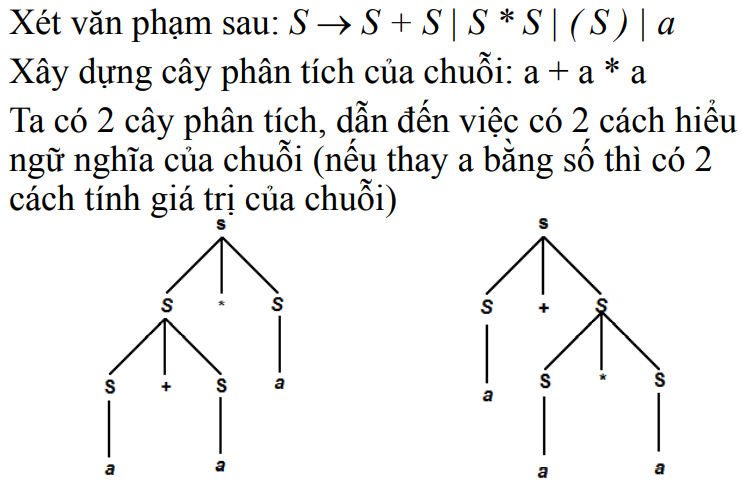 Xét văn phạm sau: S → S + S | S * S | ( S ) | a
Xây dựng cây phân tích của chuỗi: a + a * a
Ta có 2 cây phân tích, dẫn đến việc có 2 cách hiểu
ngữ nghĩa của chuỗi (nếu thay a bằng số thì có 2
cách tính giá trị của chuỗi)
S
S * S
S + S a
a a
S
S + S
a S * S
a a